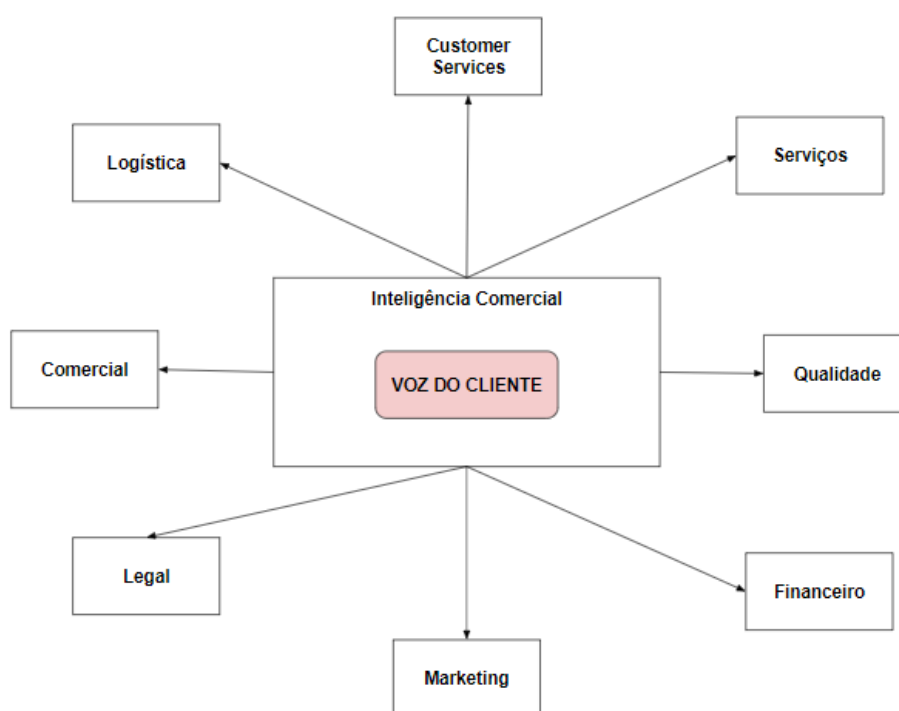 Customer
Services
Logística
Serviços
Inteligência Comercial
VOZ DO CLIENTE
Comercial
Qualidade
Legal
Financeiro
Marketing